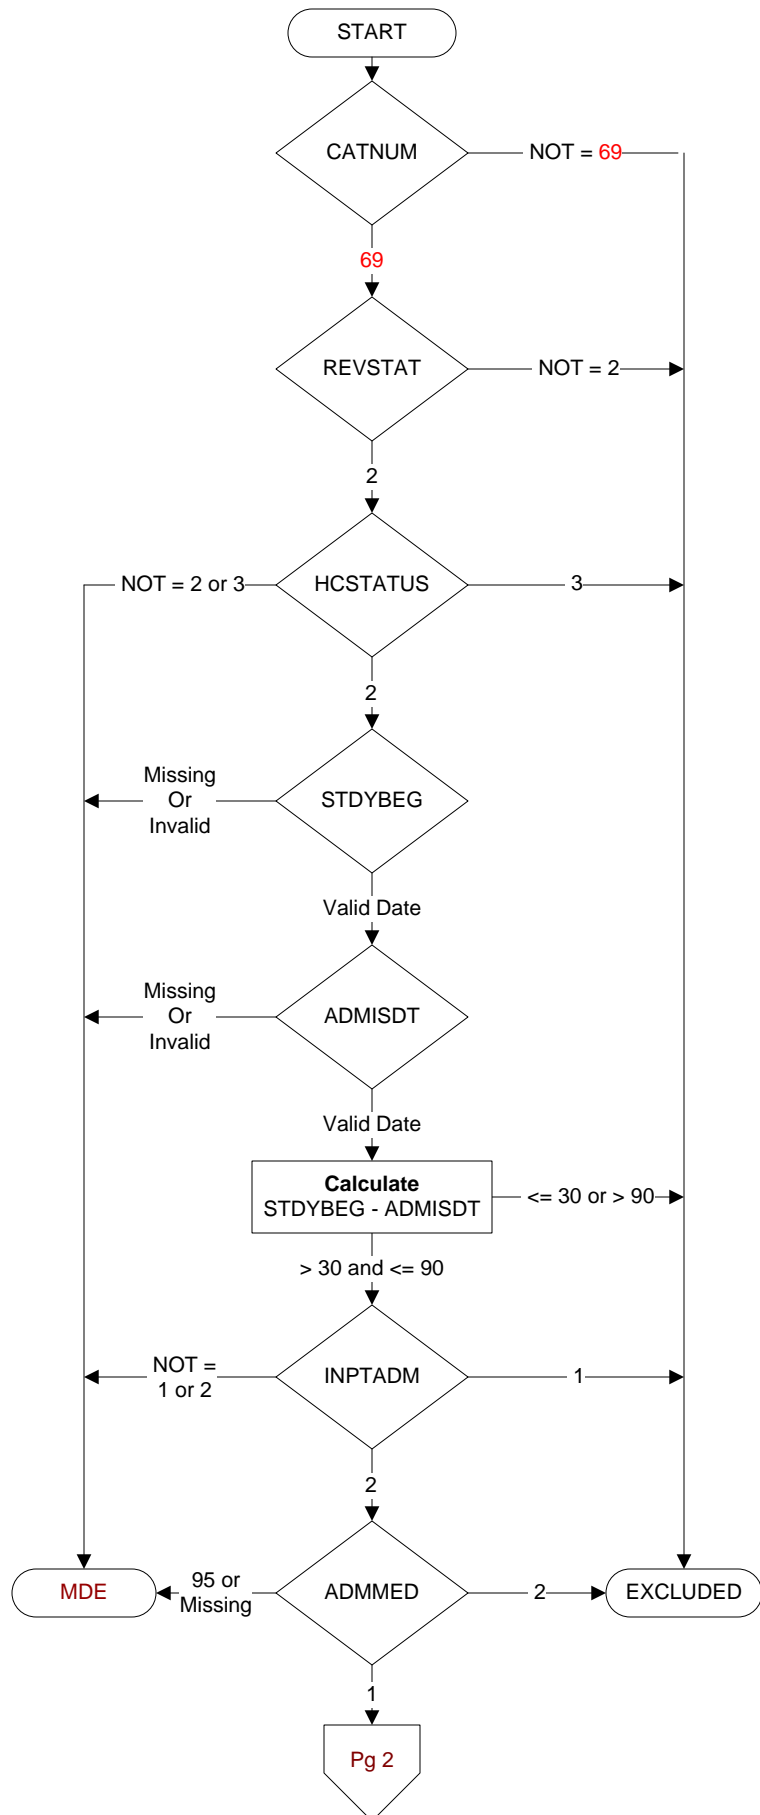 START
CATNUM
NOT = 69
69
REVSTAT
NOT = 2
2
NOT = 2 or 3
HCSTATUS
3
2
Missing
Or
Invalid
STDYBEG
Valid Date
Missing
Or
Invalid
ADMISDT
Valid Date
Calculate
STDYBEG - ADMISDT
<= 30 or > 90
> 30 and <= 90
NOT =
1 or 2
INPTADM
1
2
MDE
95 or
Missing
ADMMED
2
EXCLUDED
1
Pg 2